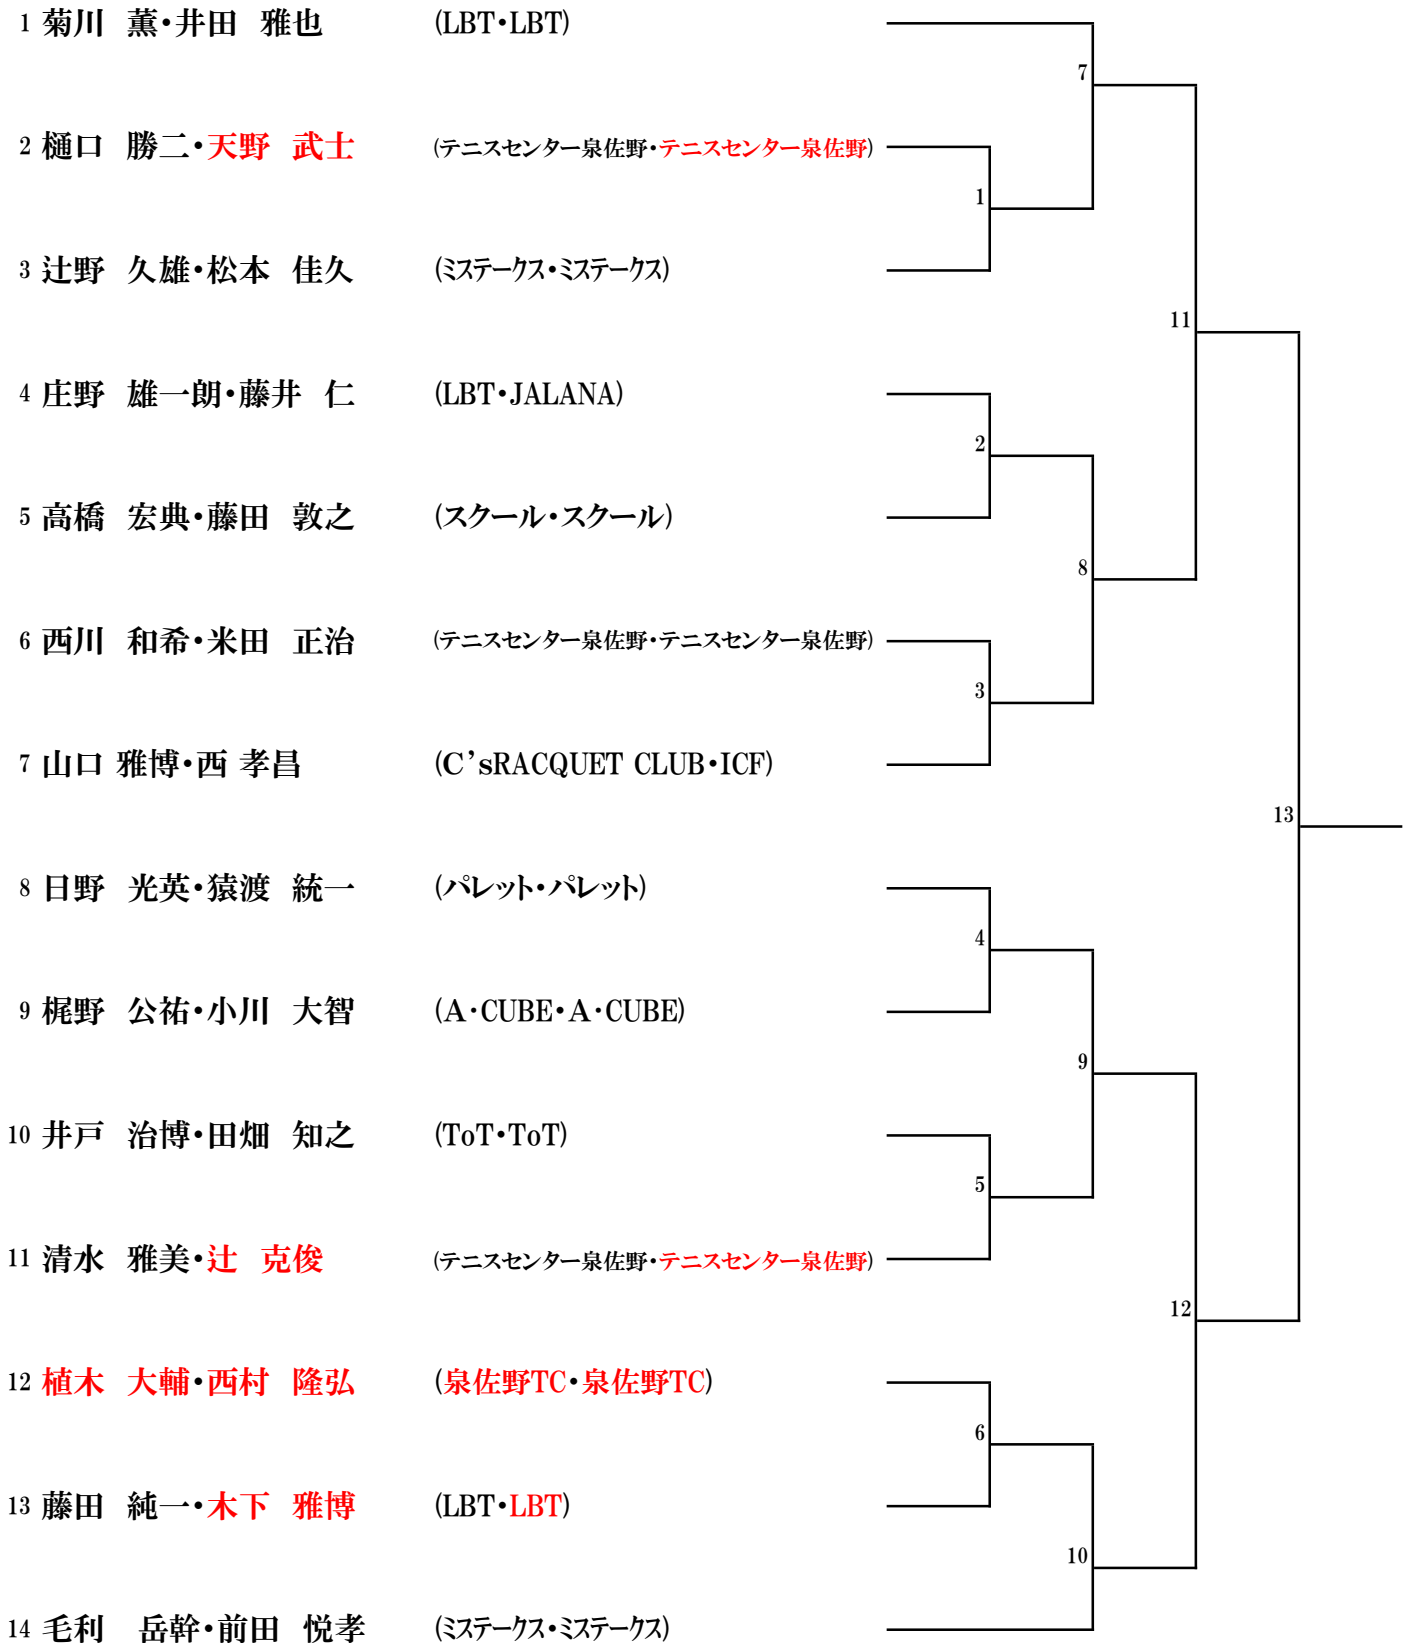 1 菊川 薫・井田 雅也 (LBT・LBT)
7
2 樋口 勝二・天野 武士 (テニスセンター泉佐野・テニスセンター泉佐野)
1
3 辻野 久雄・松本 佳久 (ミステークス・ミステークス)
11
4 庄野 雄一朗・藤井 仁 (LBT・JALANA)
2
5 高橋 宏典・藤田 敦之 (スクール・スクール)
8
6 西川 和希・米田 正治 (テニスセンター泉佐野・テニスセンター泉佐野)
3
7 山口 雅博・西 孝昌 (C'sRACQUET CLUB・ICF)
13
8 日野 光英・猿渡 統一 (パレット・パレット)
4
9 梶野 公祐・小川 大智 (A・CUBE・A・CUBE)
9
10 井戸 治博・田畑 知之 (ToT・ToT)
5
11 清水 雅美・辻 克俊 (テニスセンター泉佐野・テニスセンター泉佐野)
12
12 植木 大輔・西村 隆弘 (泉佐野TC・泉佐野TC)
6
13 藤田 純一・木下 雅博 (LBT・LBT)
10
14 毛利 岳幹・前田 悦孝 (ミステークス・ミステークス)